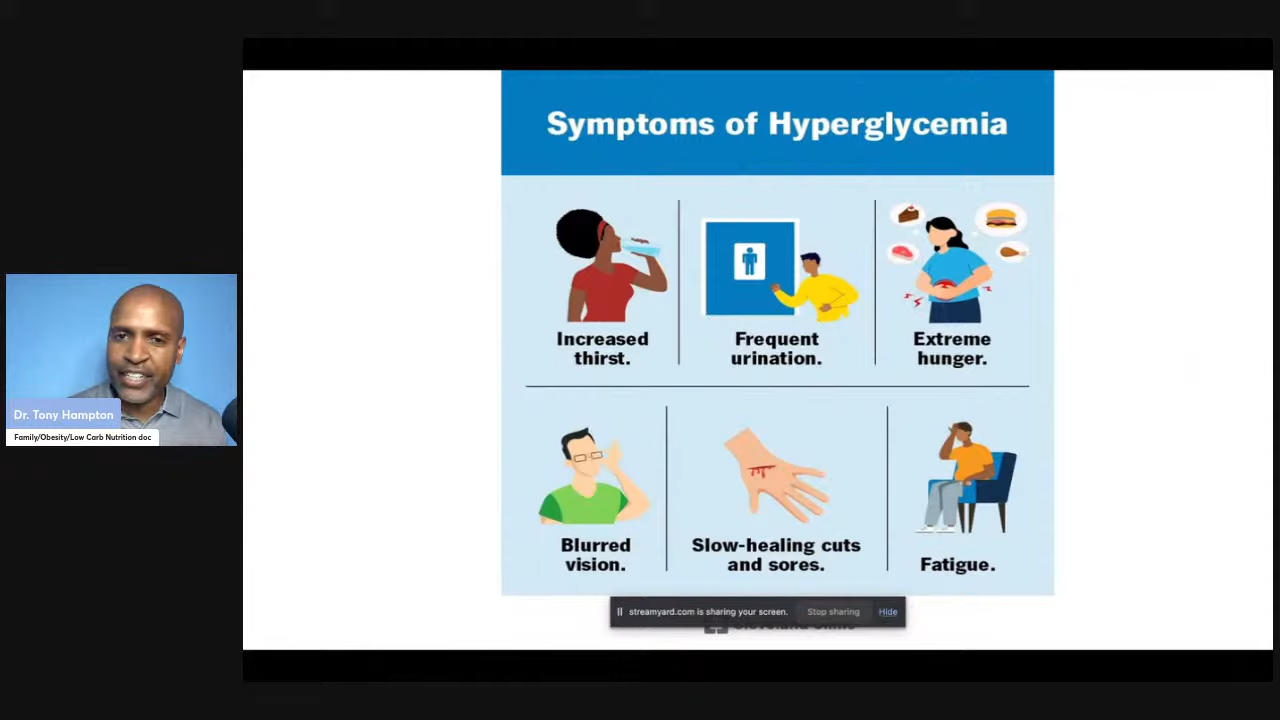 Symptoms of Hyperglycemia
Increased
thirst.
Frequent
urination.
Extreme
hunger.
Blurred
vision.
Slow-healing cuts
and sores.
Fatigue.
streamyard.com is sharing your screen.
Stop sharing
Hide
Dr. Tony Hampton
Family/Obesity/Low Carb Nutrition doc